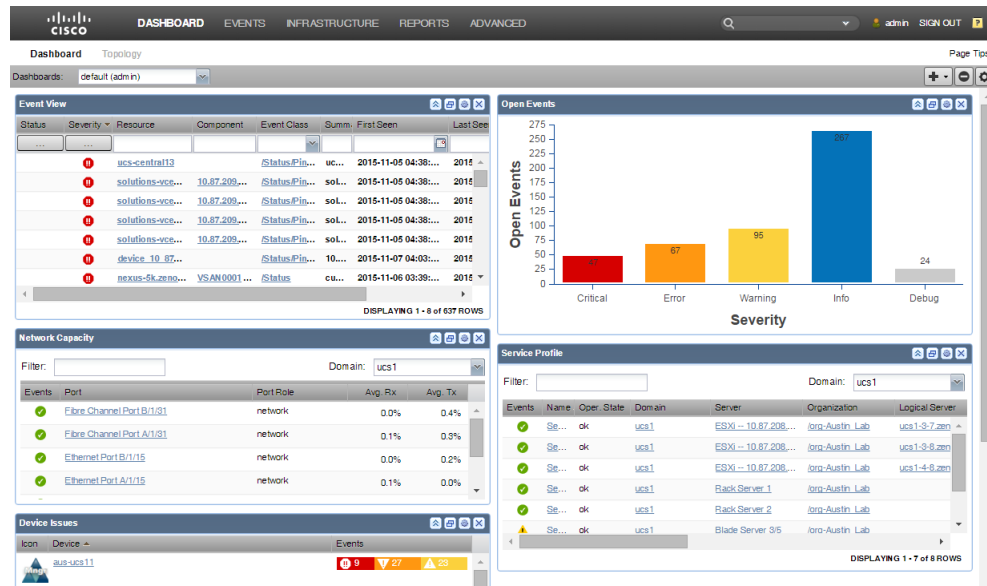 CISCO
DASHBOARD EVENTS INFRASTRUCTURE REPORTS ADVANCED
admin SIGN OUT ?
Dashboard Topology
Page Tips
Dashboards: default (admin)
Event View
Status Severity Resource Component Event Class Summ: First Seen Last See
... ...
ucs-central13 /Status/Pin... uc... 2015-11-05 04:38:... 2015
solutions-vce... 10.87.209.... /Status/Pin... sol... 2015-11-05 04:38:... 2015
solutions-vce... 10.87.209.... /Status/Pin... sol... 2015-11-05 04:38:... 2015
solutions-vce... 10.87.209.... /Status/Pin... sol... 2015-11-05 04:38:... 2015
solutions-vce... 10.87.209.... /Status/Pin... sol... 2015-11-05 04:38:... 2015
device_10_87... /Status/Pin... 10.... 2015-11-07 04:03:... 2015
nexus-5k.zeno... VSAN0001 ... /Status cu... 2015-11-06 03:39:... 2015
DISPLAYING 1 - 8 of 637 ROWS
Open Events
Open Events
275
250
225
200
175
150
125
100
75
50
25
0
47
67
95
267
24
Critical Error Warning Info Debug
Severity
Network Capacity
Filter: Domain: ucs1
Events Port Port Role Avg. Rx Avg. Tx
Fibre Channel Port B/1/31 network 0.0% 0.4%
Fibre Channel Port A/1/31 network 0.1% 0.3%
Ethernet Port B/1/15 network 0.0% 0.2%
Ethernet Port A/1/15 network 0.1% 0.0%
Service Profile
Filter: Domain: ucs1
Events Name Oper. State Domain Server Organization Logical Server
Se... ok ucs1 ESXi -- 10.87.208.... /org-Austin_Lab ucs1-3-7.zen
Se... ok ucs1 ESXi -- 10.87.208.... /org-Austin_Lab ucs1-3-8.zen
Se... ok ucs1 ESXi -- 10.87.208.... /org-Austin_Lab ucs1-4-8.zen
Se... ok ucs1 Rack Server 1 /org-Austin_Lab
Se... ok ucs1 Rack Server 2 /org-Austin_Lab
Se... ok ucs1 Blade Server 3/5 /org-Austin_Lab
DISPLAYING 1 - 7 of 8 ROWS
Device Issues
Icon Device Events
aus-ucs11 9 27 23